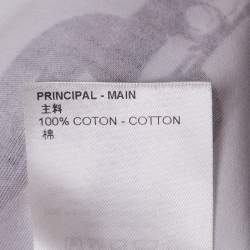 PRINCIPAL - MAIN
主料
100% COTON - COTTON
棉